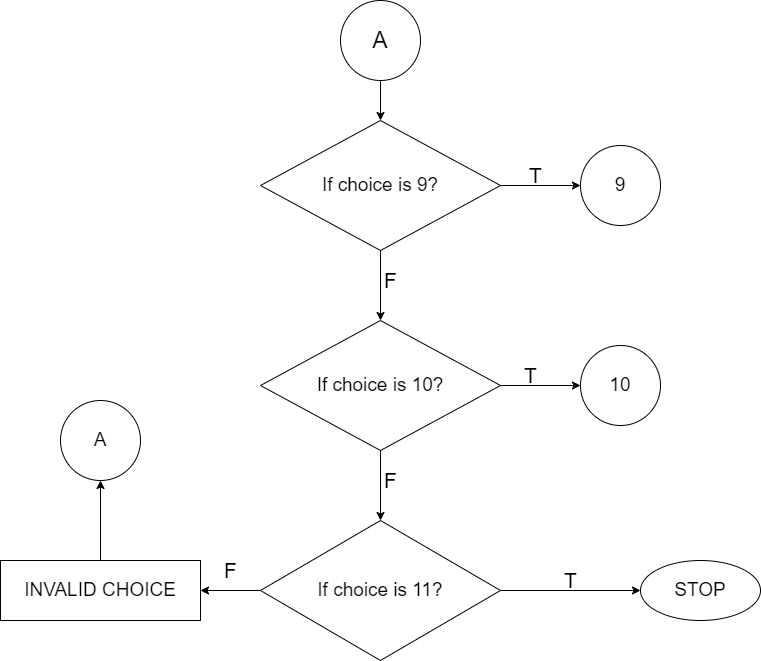 A
If choice is 9?
T
9
F
If choice is 10?
T
10
A
F
If choice is 11?
T
STOP
F
INVALID CHOICE